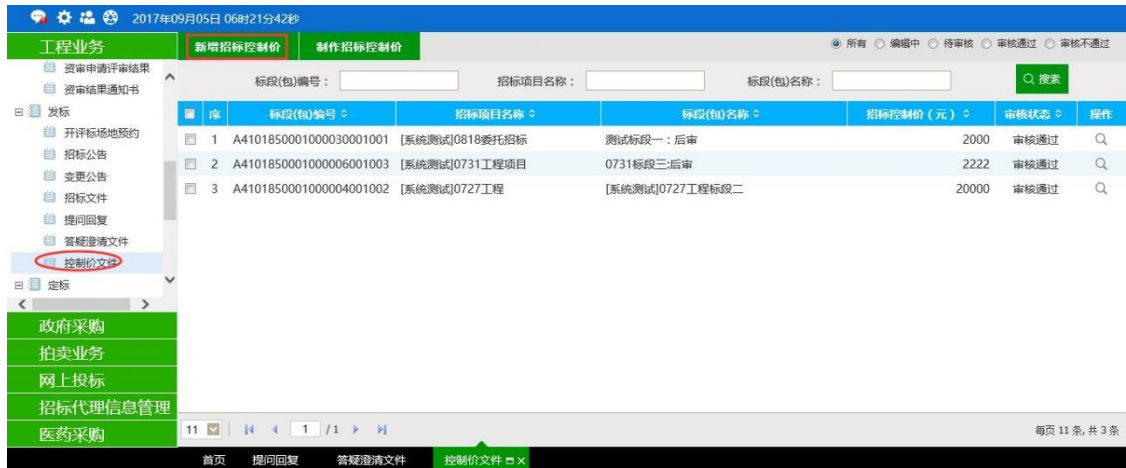 2017年09月05日 06时21分42秒
工程业务
新增招标控制价 制作招标控制价
所有 编辑中 待审核 审核通过 审核不通过
资审申请评审结果
资审结果通知书
发标
开评标场地预约
招标公告
变更公告
招标文件
提问回复
答疑澄清文件
控制价文件
定标
政府采购
拍卖业务
网上投标
招标代理信息管理
医药采购
标段(包)编号： 招标项目名称： 标段(包)名称： 搜索
序 标段(包)编号 招标项目名称 标段(包)名称 招标控制价（元） 审核状态 操作
1 A4101850001000030001001 [系统测试]0818委托招标 测试标段一：后审 2000 审核通过
2 A4101850001000006001003 [系统测试]0731工程项目 0731标段三:后审 2222 审核通过
3 A4101850001000004001002 [系统测试]0727工程 [系统测试]0727工程标段二 20000 审核通过
11 1 /1 每页 11 条, 共 3 条
首页 提问回复 答疑澄清文件 控制价文件